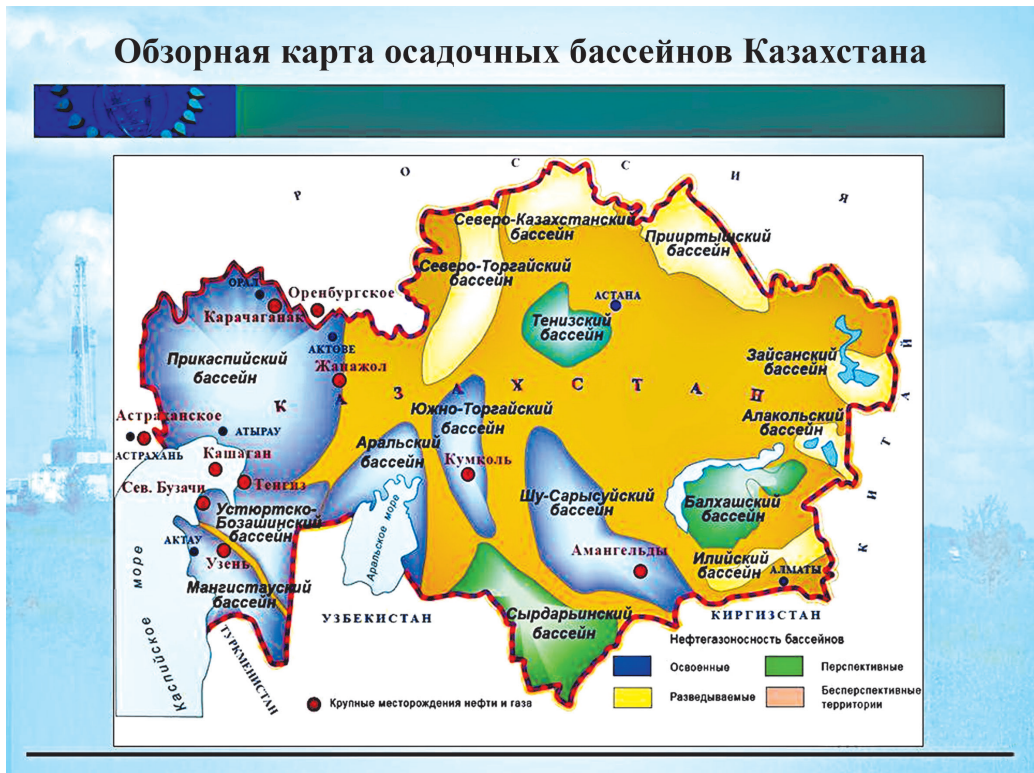 Обзорная карта осадочных бассейнов Казахстана
РОССИЯ
Северо-Казахстанский
бассейн
Прииртышский
бассейн
Северо-Торгайский
бассейн
ОРАЛ
Оренбургское
Карачаганак
АСТАНА
Тенизский
бассейн
АКТОБЕ
Прикаспийский
бассейн
Жанажол
Зайсанский
бассейн
КАЗАХСТАН
КИТАЙ
Южно-Торгайский
бассейн
Алакольский
бассейн
Астраханское
АТЫРАУ
АСТРАХАНЬ
Аральский
бассейн
Кашаган
Кумколь
Тенгиз
Сев. Бузачи
Шу-Сарысуйский
бассейн
Балхашский
бассейн
Устюртско-
Бозашинский
бассейн
Аральское море
АКТАУ
Узень
Амангельды
Илийский
бассейн
АЛМАТЫ
Мангистауский
бассейн
Каспийское море
УЗБЕКИСТАН
Сырдарьинский
бассейн
КИРГИЗСТАН
ТУРКМЕНИСТАН
Нефтегазоносность бассейнов
Освоенные
Перспективные
Разведываемые
Бесперспективные
территории
Крупные месторождения нефти и газа